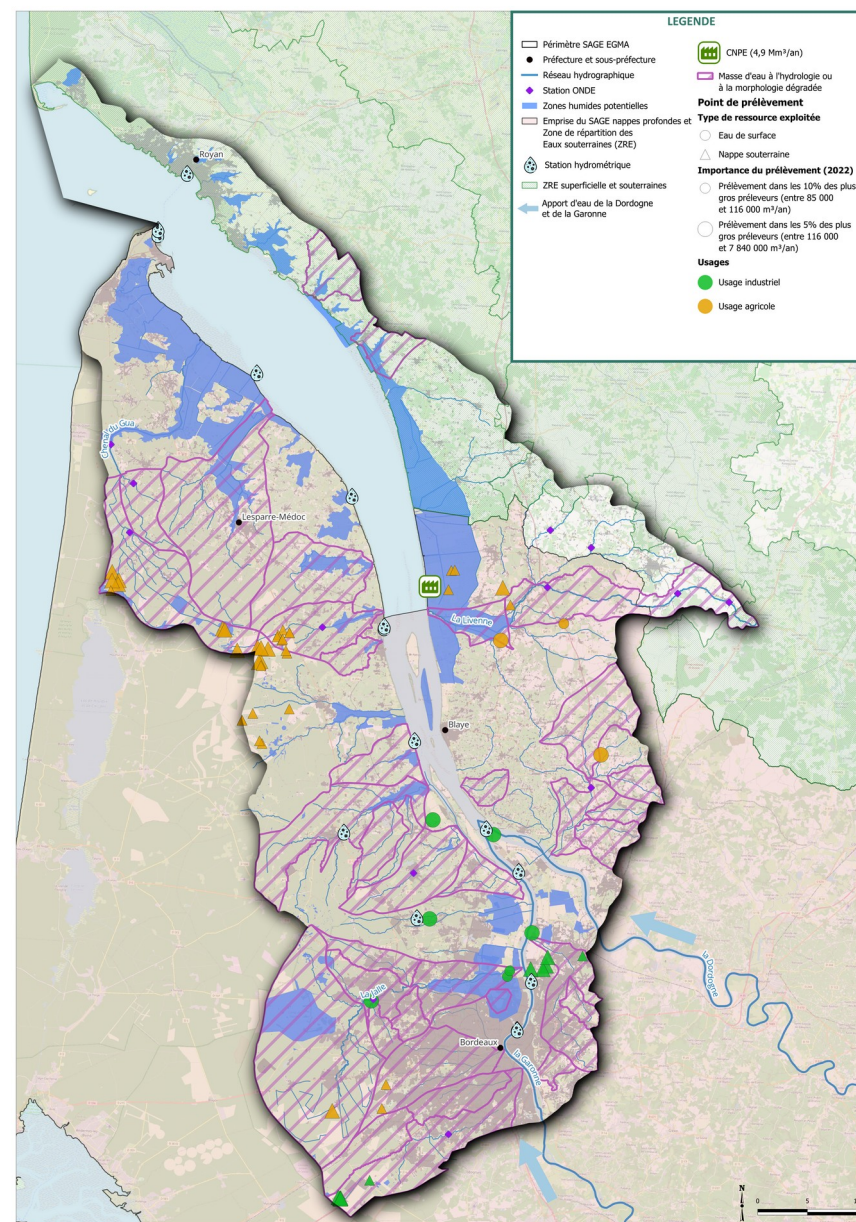 LEGENDE
Périmètre SAGE EGMA
Préfecture et sous-préfecture
Réseau hydrographique
Station ONDE
Zones humides potentielles
Emprise du SAGE nappes profondes et
Zone de répartition des
Eaux souterraines (ZRE)
Station hydrométrique
ZRE superficielle et souterraines
Apport d'eau de la Dordogne
et de la Garonne
CNPE (4,9 Mm³/an)
Masse d'eau à l'hydrologie ou
à la morphologie dégradée
Point de prélèvement
Type de ressource exploitée
Eau de surface
Nappe souterraine
Importance du prélèvement (2022)
Prélèvement dans les 10% des plus
gros préleveurs (entre 85 000
et 116 000 m³/an)
Prélèvement dans les 5% des plus
gros préleveurs (entre 116 000
et 7 840 000 m³/an)
Usages
Usage industriel
Usage agricole
Royan
Chenal du Gua
Lesparre-Médoc
La Livenne
Blaye
la Dordogne
La Jalle
Bordeaux
la Garonne
N
0 5 1